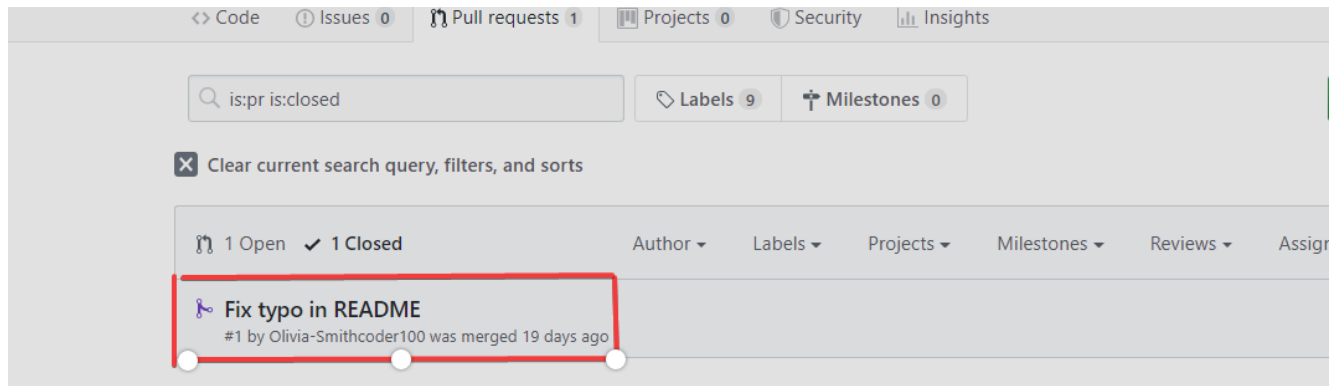 Code Issues 0 Pull requests 1 Projects 0 Security Insights
is:pr is:closed Labels 9 Milestones 0
Clear current search query, filters, and sorts
1 Open 1 Closed Author Labels Projects Milestones Reviews Assigr
Fix typo in README
#1 by Olivia-Smithcoder100 was merged 19 days ago